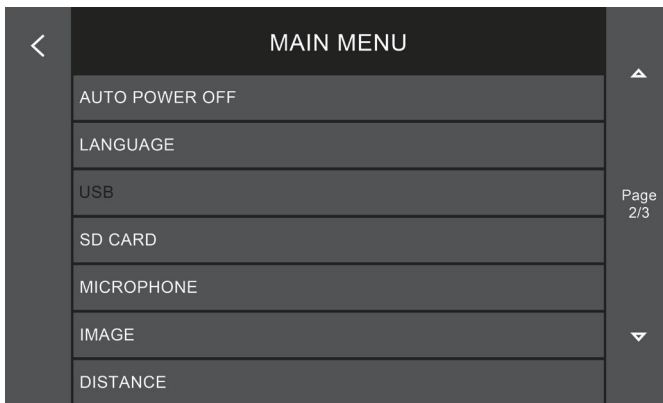 MAIN MENU
AUTO POWER OFF
LANGUAGE
USB
SD CARD
MICROPHONE
IMAGE
DISTANCE
Page
2/3